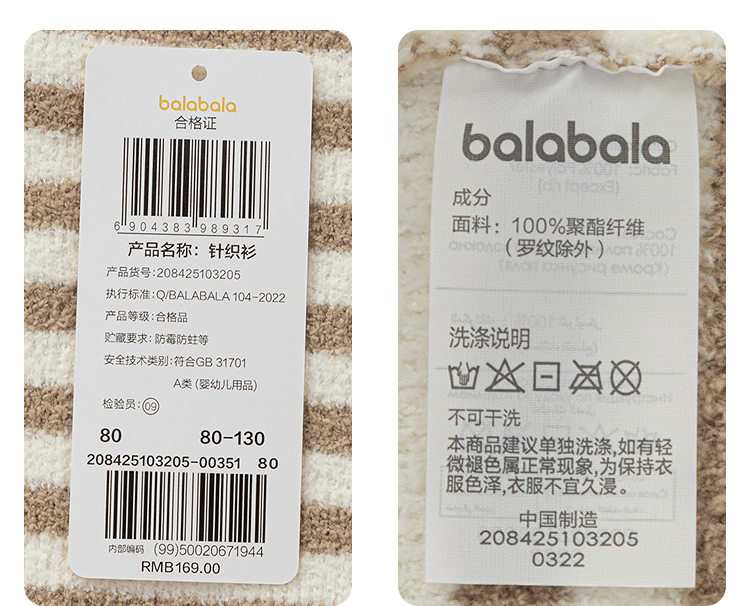 balabala
合格证
6904383989317
产品名称：针织衫
产品货号:208425103205
执行标准:Q/BALABALA 104-2022
产品等级:合格品
贮藏要求:防霉防蛀等
安全技术类别:符合GB 31701
A类 (婴幼儿用品)
检验员:09
80 80-130
208425103205-00351 80
内部编码 (99)50020671944
RMB169.00
balabala
成分
面料：100%聚酯纤维
（罗纹除外）
洗涤说明
不可干洗
本商品建议单独洗涤,如有轻
微褪色属正常现象,为保持衣
服色泽,衣服不宜久浸。
中国制造
208425103205
0322